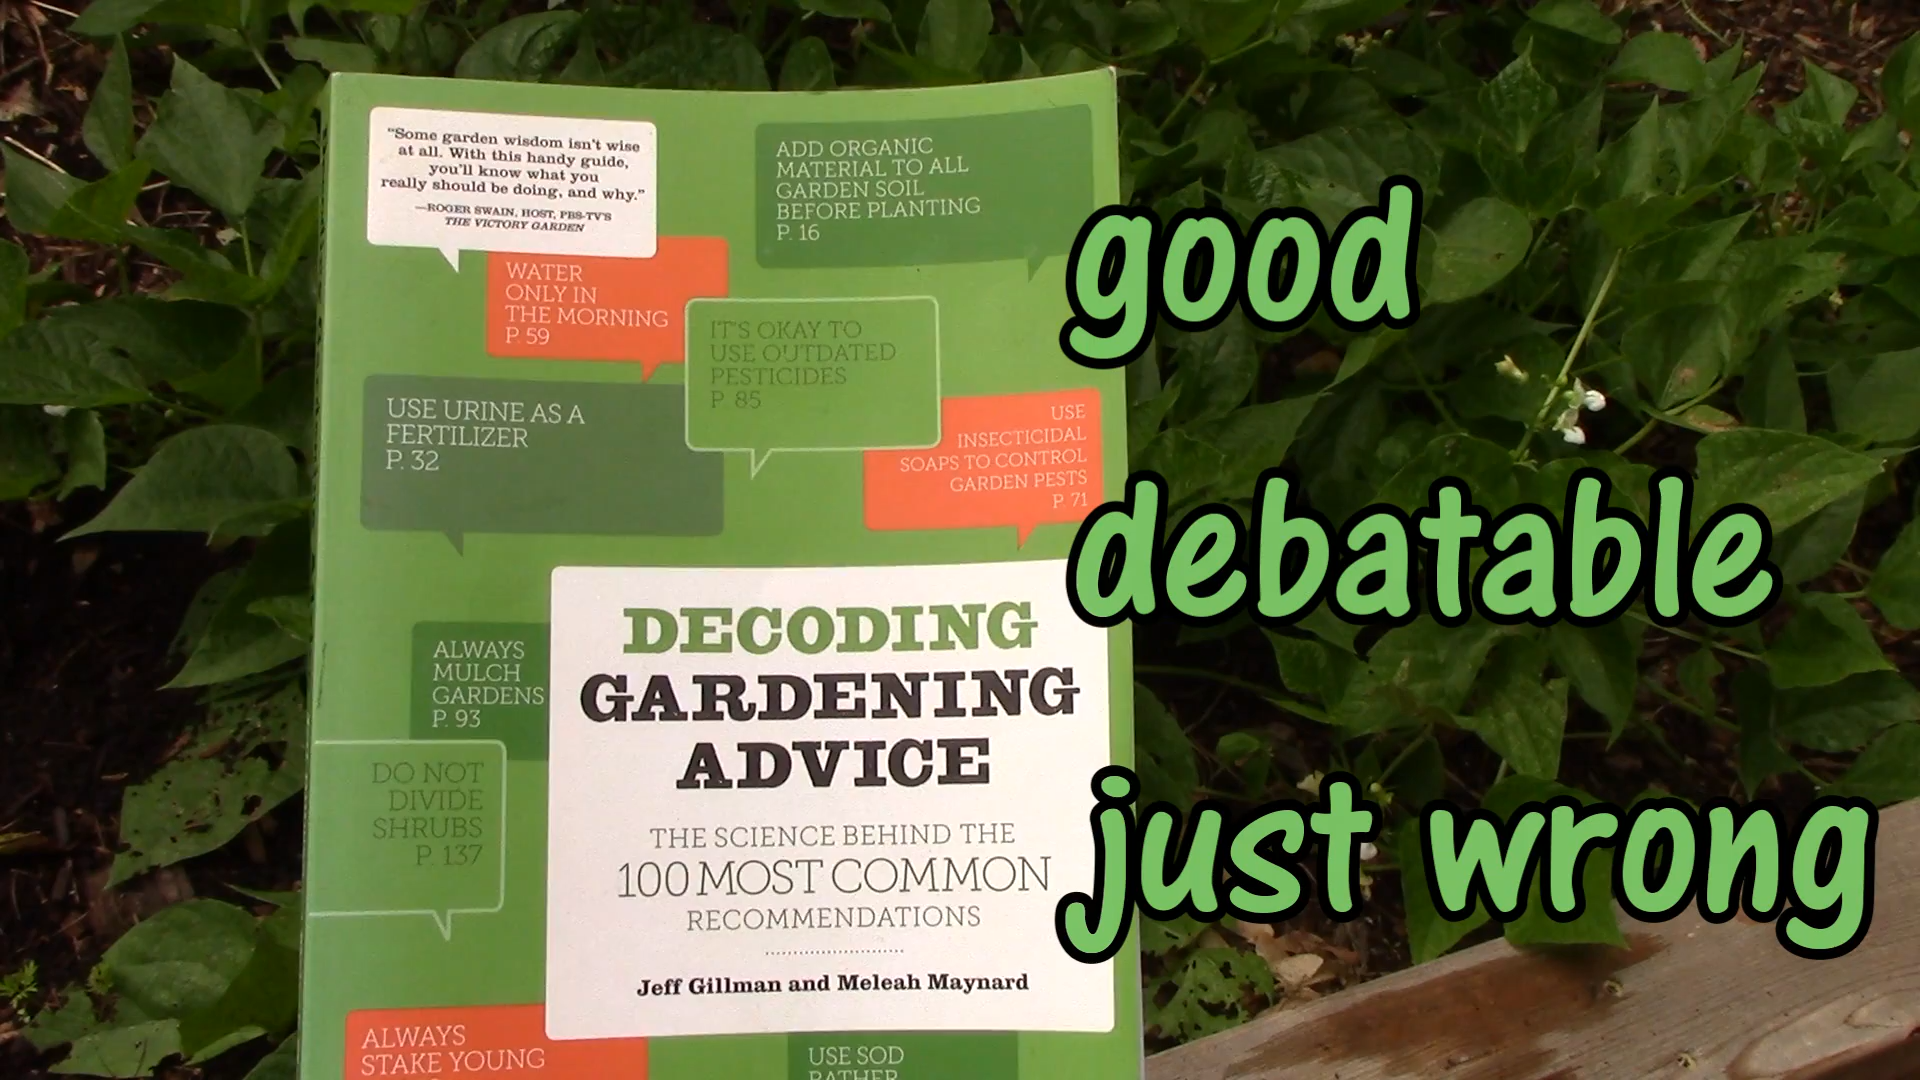 "Some garden wisdom isn't wise
at all. With this handy guide,
you'll know what you
really should be doing, and why."
—ROGER SWAIN, HOST, PBS-TV'S
THE VICTORY GARDEN
ADD ORGANIC
MATERIAL TO ALL
GARDEN SOIL
BEFORE PLANTING
P. 16
WATER
ONLY IN
THE MORNING
P. 59
IT'S OKAY TO
USE OUTDATED
PESTICIDES
P. 85
USE URINE AS A
FERTILIZER
P. 32
USE
INSECTICIDAL
SOAPS TO CONTROL
GARDEN PESTS
P. 71
ALWAYS
MULCH
GARDENS
P. 93
DO NOT
DIVIDE
SHRUBS
P. 137
DECODING
GARDENING
ADVICE
THE SCIENCE BEHIND THE
100 MOST COMMON
RECOMMENDATIONS
Jeff Gillman and Meleah Maynard
ALWAYS
STAKE YOUNG
USE SOD
RATHER
good
debatable
just wrong